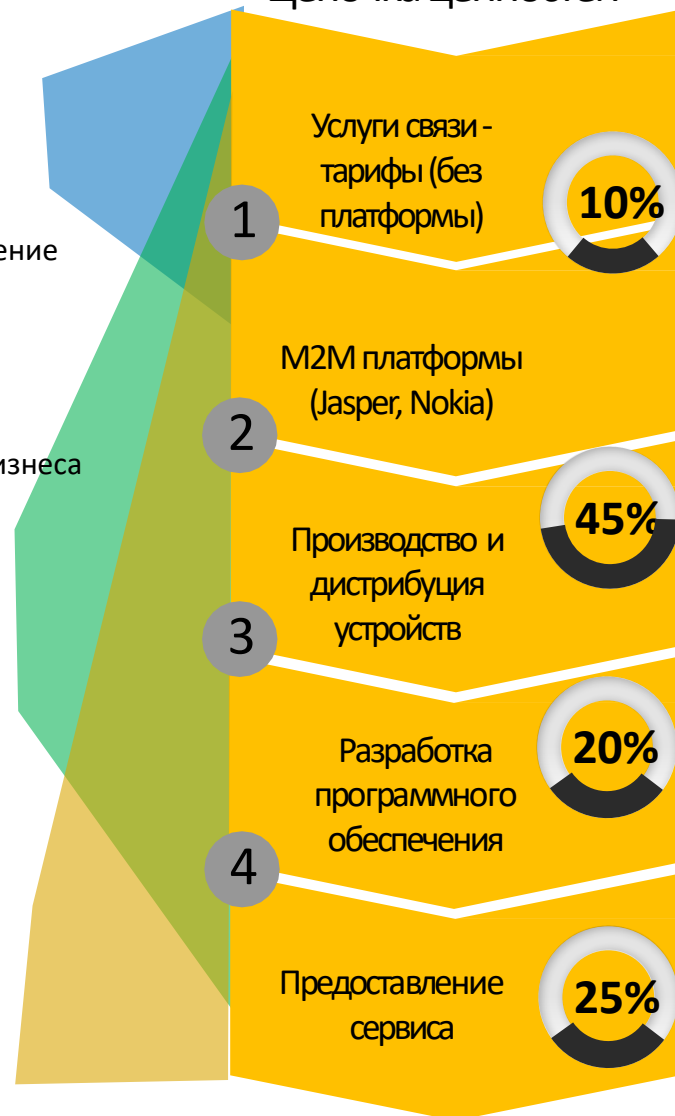 Услуги связи -
тарифы (без
платформы)
10%
1
ение
М2М платформы
(Jasper, Nokia)
2
изнеса
45%
Производство и
дистрибуция
устройств
3
20%
Разработка
программного
обеспечения
4
Предоставление
сервиса
25%